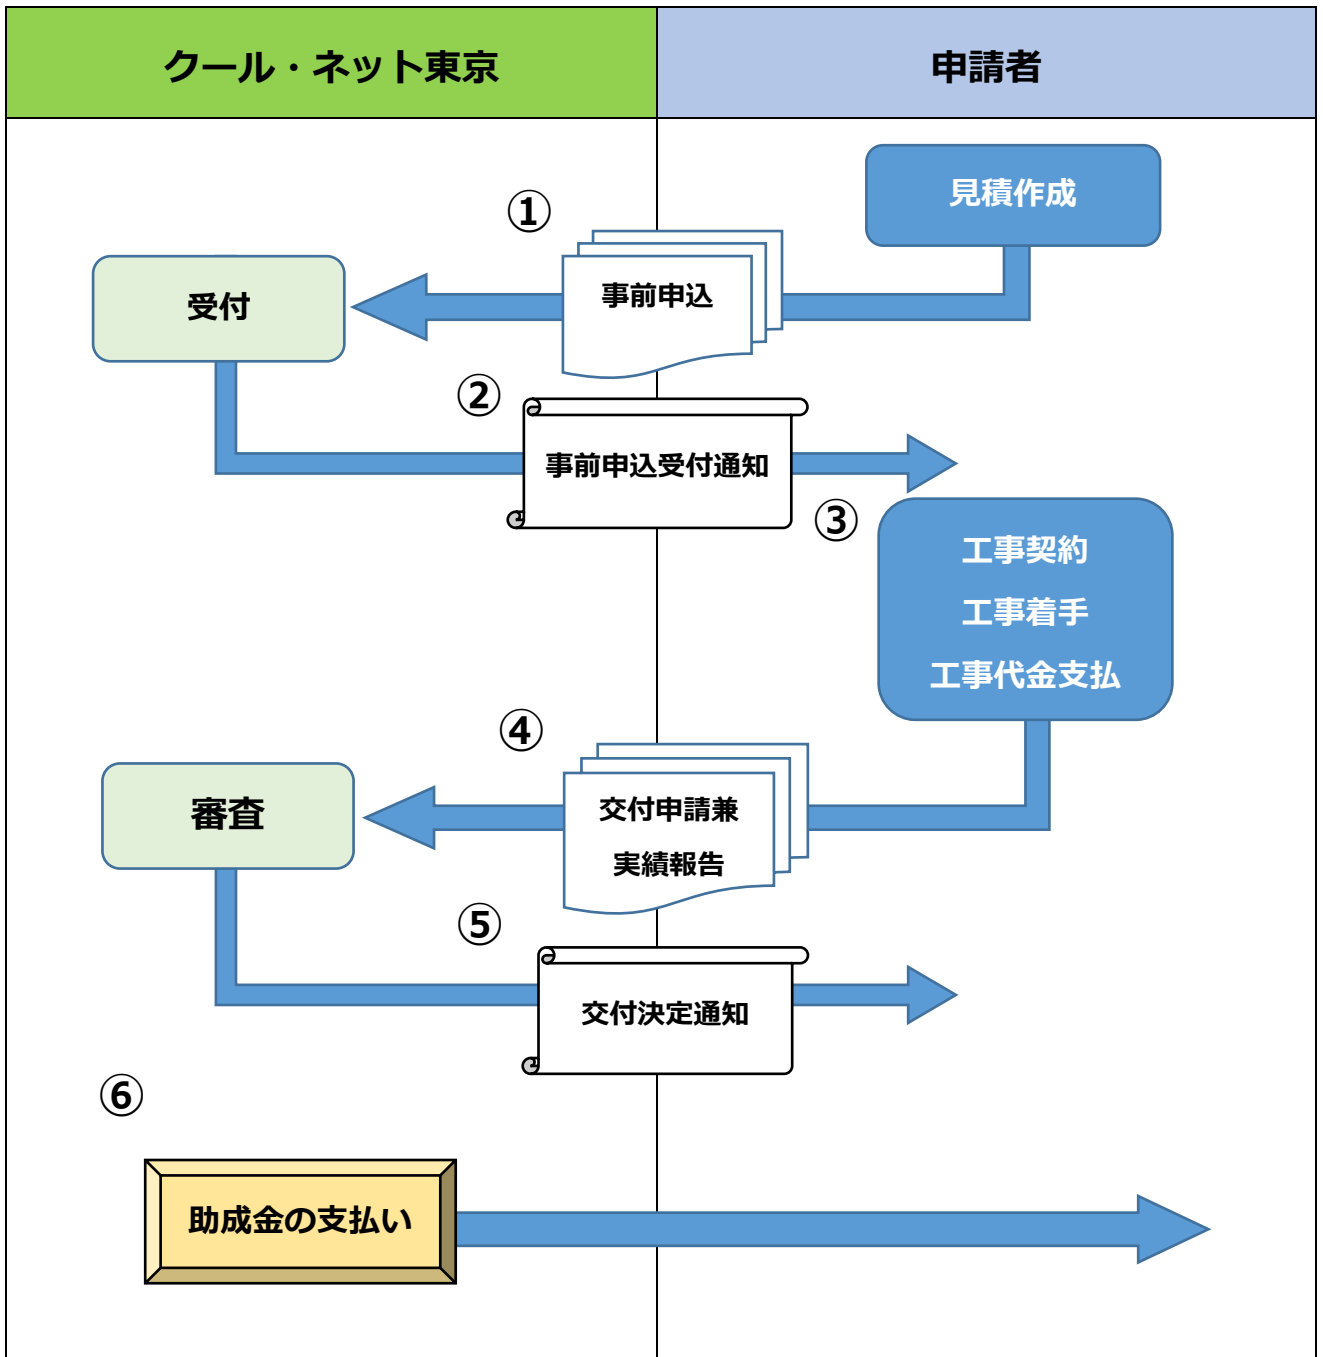 クール・ネット東京
申請者
見積作成
①
事前申込
受付
②
事前申込受付通知
③
工事契約
工事着手
工事代金支払
④
交付申請兼
実績報告
審査
⑤
交付決定通知
⑥
助成金の支払い